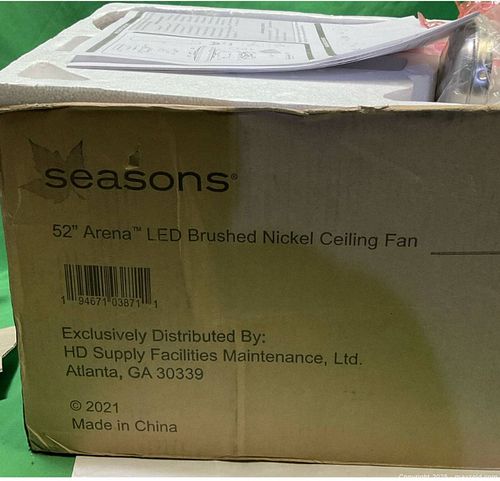 seasons®
52" Arena™ LED Brushed Nickel Ceiling Fan
1 94671 03871 1
Exclusively Distributed By:
HD Supply Facilities Maintenance, Ltd.
Atlanta, GA 30339
© 2021
Made in China